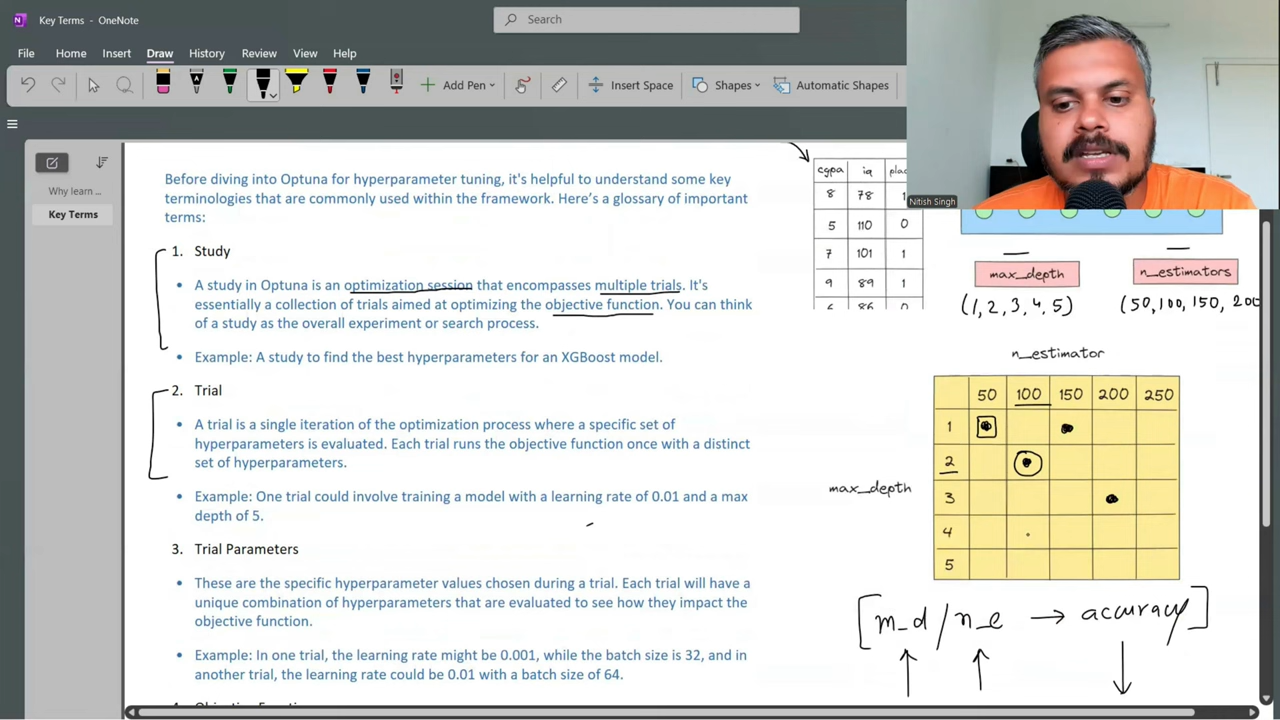 Key Terms - OneNote
Search
File Home Insert Draw History Review View Help
Add Pen Insert Space Shapes Automatic Shapes
Why learn ...
Key Terms
Before diving into Optuna for hyperparameter tuning, it's helpful to understand some key
terminologies that are commonly used within the framework. Here's a glossary of important
terms:
1. Study
• A study in Optuna is an optimization session that encompasses multiple trials. It's
essentially a collection of trials aimed at optimizing the objective function. You can think
of a study as the overall experiment or search process.
• Example: A study to find the best hyperparameters for an XGBoost model.
2. Trial
• A trial is a single iteration of the optimization process where a specific set of
hyperparameters is evaluated. Each trial runs the objective function once with a distinct
set of hyperparameters.
• Example: One trial could involve training a model with a learning rate of 0.01 and a max
depth of 5.
3. Trial Parameters
• These are the specific hyperparameter values chosen during a trial. Each trial will have a
unique combination of hyperparameters that are evaluated to see how they impact the
objective function.
• Example: In one trial, the learning rate might be 0.001, while the batch size is 32, and in
another trial, the learning rate could be 0.01 with a batch size of 64.
cgpa iq plac
8 78 1
5 110 0
7 101 1
9 89 1
Nitish Singh
max_depth n_estimators
(1, 2, 3, 4, 5) (50, 100, 150, 200
n_estimator
50 100 150 200 250
1
2
max_depth
3
4
5
[m_d / n_e → accuracy]